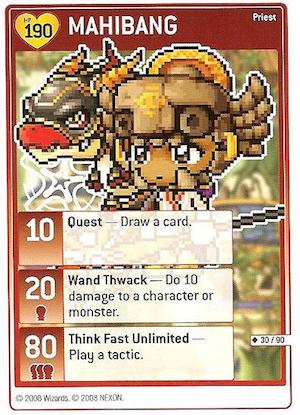 HP
190
MAHIBANG
Priest
10
Quest — Draw a card.
20
Wand Thwack — Do 10
damage to a character or
monster.
80
Think Fast Unlimited —
Play a tactic.
◆ 30/90
© 2008 Wizards. © 2008 NEXON.